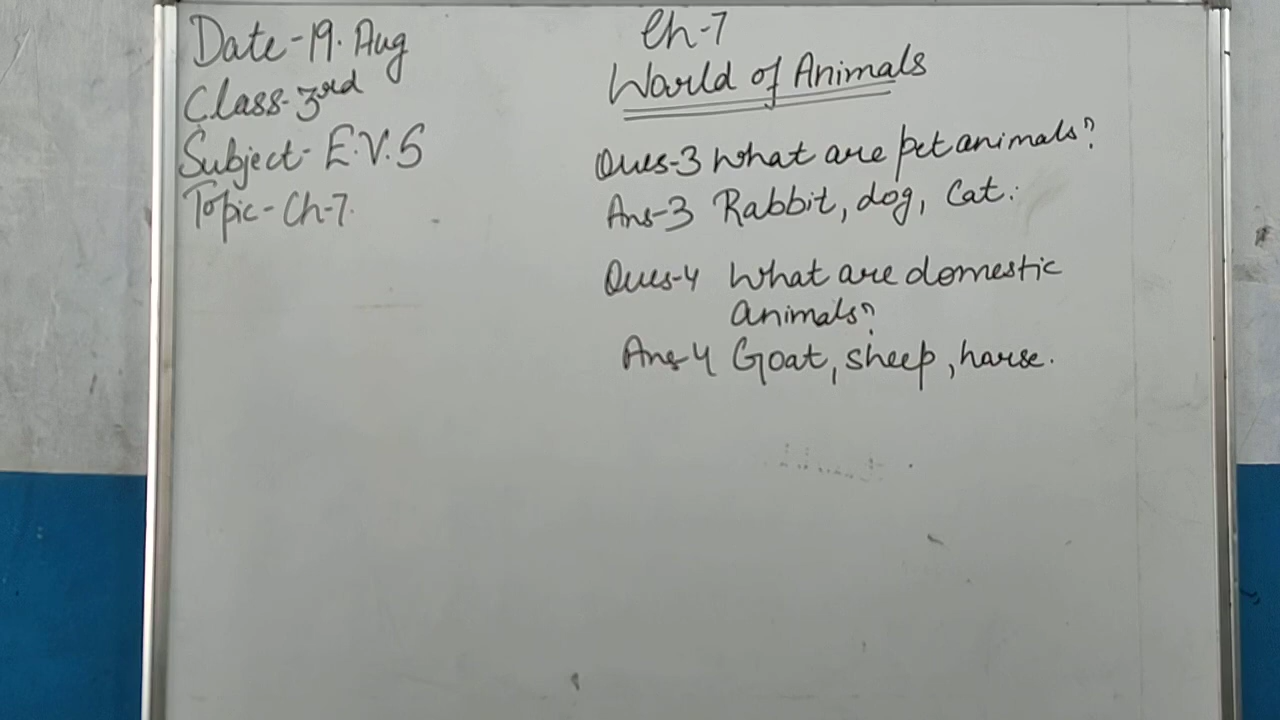 Date-19. Aug
Class-3rd
Subject- E.V.S
Topic-Ch-7.
Ch-7
World of Animals
Ques-3 What are pet animals?
Ans-3 Rabbit, dog, Cat.
Ques-4 What are domestic
animals?
Ans-4 Goat, sheep, harse.